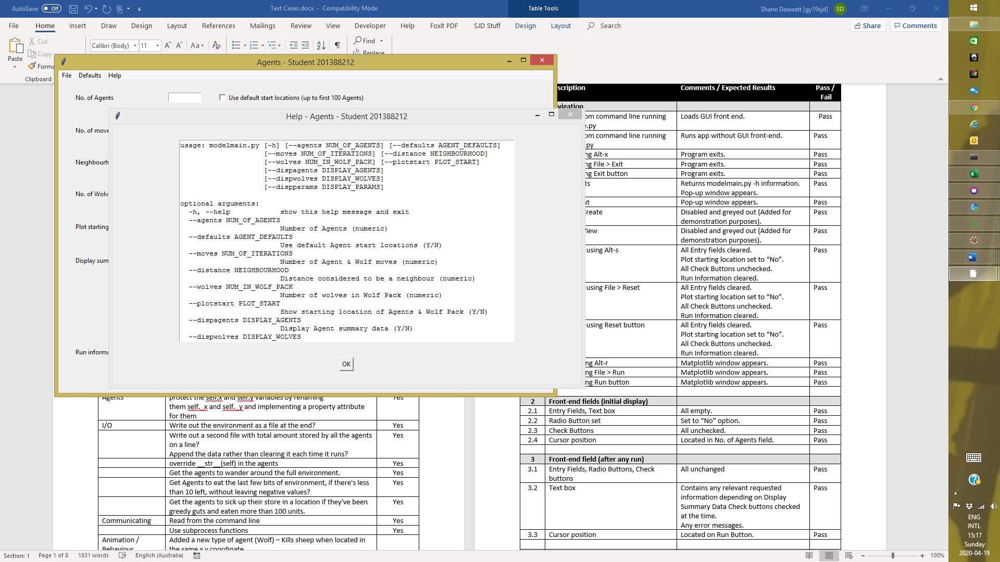 AutoSave Off
Test Cases.docx - Compatibility Mode
Table Tools
Shane Dowsett [gy19sjd] SD
File Home Insert Draw Design Layout References Mailings Review View Developer Help Foxit PDF SJD Stuff Design Layout Search Share Comments
Paste
Cut
Copy
Forma
Clipboard
Calibri (Body) 11
Aa
Find
Replace
Agents - Student 201388212
File Defaults Help
No. of Agents
Use default start locations (up to first 100 Agents)
No. of move
Neighbourh
No. of Wolv
Plot starting
Display sum
Run informa
Help - Agents - Student 201388212
usage: modelmain.py [-h] [--agents NUM_OF_AGENTS] [--defaults AGENT_DEFAULTS]
[--moves NUM_OF_ITERATIONS] [--distance NEIGHBOURHOOD]
[--wolves NUM_IN_WOLF_PACK] [--plotstart PLOT_START]
[--dispagents DISPLAY_AGENTS]
[--dispwolves DISPLAY_WOLVES]
[--dispparams DISPLAY_PARAMS]
optional arguments:
-h, --help show this help message and exit
--agents NUM_OF_AGENTS
Number of Agents (numeric)
--defaults AGENT_DEFAULTS
Use default Agent start locations (Y/N)
--moves NUM_OF_ITERATIONS
Number of Agent & Wolf moves (numeric)
--distance NEIGHBOURHOOD
Distance considered to be a neighbour (numeric)
--wolves NUM_IN_WOLF_PACK
Number of wolves in Wolf Pack (numeric)
--plotstart PLOT_START
Show starting location of Agents & Wolf Pack (Y/N)
--dispagents DISPLAY_AGENTS
Display Agent summary data (Y/N)
--dispwolves DISPLAY_WOLVES
OK
Agents protect the self.x and self.y variables by renaming Yes
them self._x and self._y and implementing a property attribute
for them
I/O Write out the environment as a file at the end? Yes
Write out a second file with total amount stored by all the agents Yes
on a line?
Append the data rather than clearing it each time it runs?
override __str__(self) in the agents Yes
Get the agents to wander around the full environment. Yes
Get Agents to eat the last few bits of environment, if there's less Yes
than 10 left, without leaving negative values?
Get the agents to sick up their store in a location if they've been Yes
greedy guts and eaten more than 100 units.
Communicating Read from the command line Yes
Use subprocess functions Yes
Animation / Added a new type of agent (Wolf) – Kills sheep when located in
Behaviour the same x y coordinate
scription Comments / Expected Results Pass /
Fail
vigation
om command line running Loads GUI front end. Pass
e.py
om command line running Runs app without GUI front-end. Pass
.py
ng Alt-x Program exits. Pass
ng File > Exit Program exits. Pass
ng Exit button Program exits. Pass
ts Returns modelmain.py -h information. Pass
Pop-up window appears.
ut Pop-up window appears. Pass
Create Disabled and greyed out (Added for Pass
demonstration purposes).
View Disabled and greyed out (Added for Pass
demonstration purposes).
using Alt-s All Entry fields cleared. Pass
Plot starting location set to “No”.
All Check Buttons unchecked.
Run Information cleared.
using File > Reset All Entry fields cleared. Pass
Plot starting location set to “No”.
All Check Buttons unchecked.
Run Information cleared.
using Reset button All Entry fields cleared. Pass
Plot starting location set to “No”.
All Check Buttons unchecked.
Run Information cleared.
ng Alt-r Matplotlib window appears. Pass
ng File > Run Matplotlib window appears. Pass
ng Run button Matplotlib window appears. Pass
2 Front-end fields (initial display)
2.1 Entry Fields, Text box All empty. Pass
2.2 Radio Button set Set to “No” option. Pass
2.3 Check Buttons All unchecked. Pass
2.4 Cursor position Located in No. of Agents field. Pass
3 Front-end field (after any run)
3.1 Entry Fields, Radio Buttons, Check All unchanged Pass
buttons
3.2 Text box Contains any relevant requested Pass
information depending on Display
Summary Data Check buttons checked
at the time.
Any error messages.
3.3 Cursor position Located on Run Button. Pass
Section: 1 Page 1 of 8 1831 words English (Australia) 100%
ENG
INTL
15:17
Sunday
2020-04-19